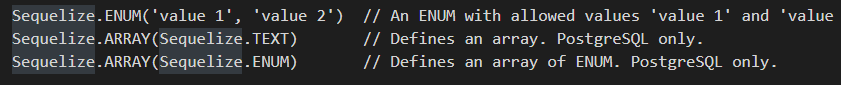 Sequelize.ENUM('value 1', 'value 2')  // An ENUM with allowed values 'value 1' and 'value
Sequelize.ARRAY(Sequelize.TEXT)       // Defines an array. PostgreSQL only.
Sequelize.ARRAY(Sequelize.ENUM)       // Defines an array of ENUM. PostgreSQL only.